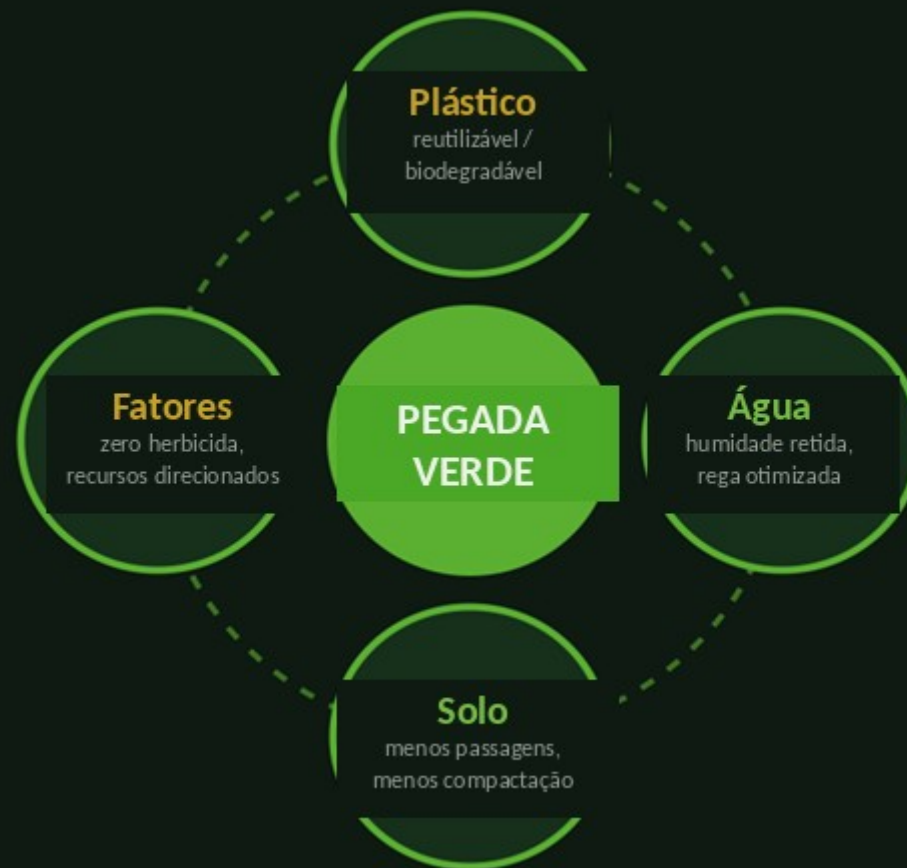 Plástico
reutilizável /
biodegradável
Fatores
zero herbicida,
recursos direcionados
PEGADA
VERDE
Água
humidade retida,
rega otimizada
Solo
menos passagens,
menos compactação